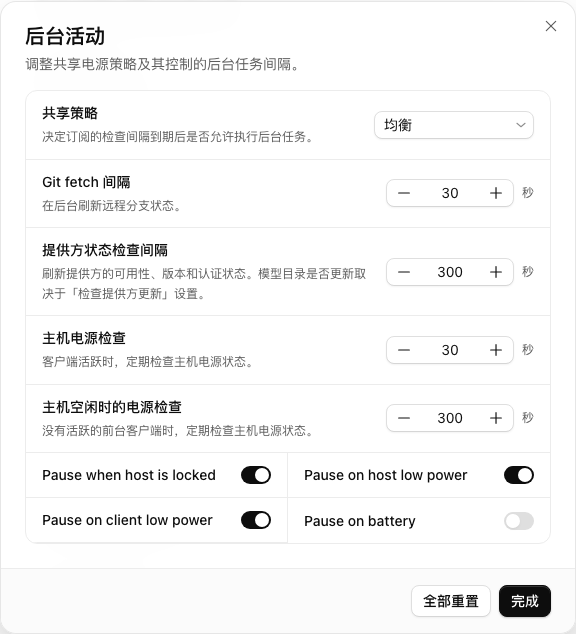 后台活动
调整共享电源策略及其控制的后台任务间隔。
共享策略
决定订阅的检查间隔到期后是否允许执行后台任务。
均衡
Git fetch 间隔
在后台刷新远程分支状态。
30 秒
提供方状态检查间隔
刷新提供方的可用性、版本和认证状态。模型目录是否更新取
决于「检查提供方更新」设置。
300 秒
主机电源检查
客户端活跃时，定期检查主机电源状态。
30 秒
主机空闲时的电源检查
没有活跃的前台客户端时，定期检查主机电源状态。
300 秒
Pause when host is locked
Pause on host low power
Pause on client low power
Pause on battery
全部重置
完成